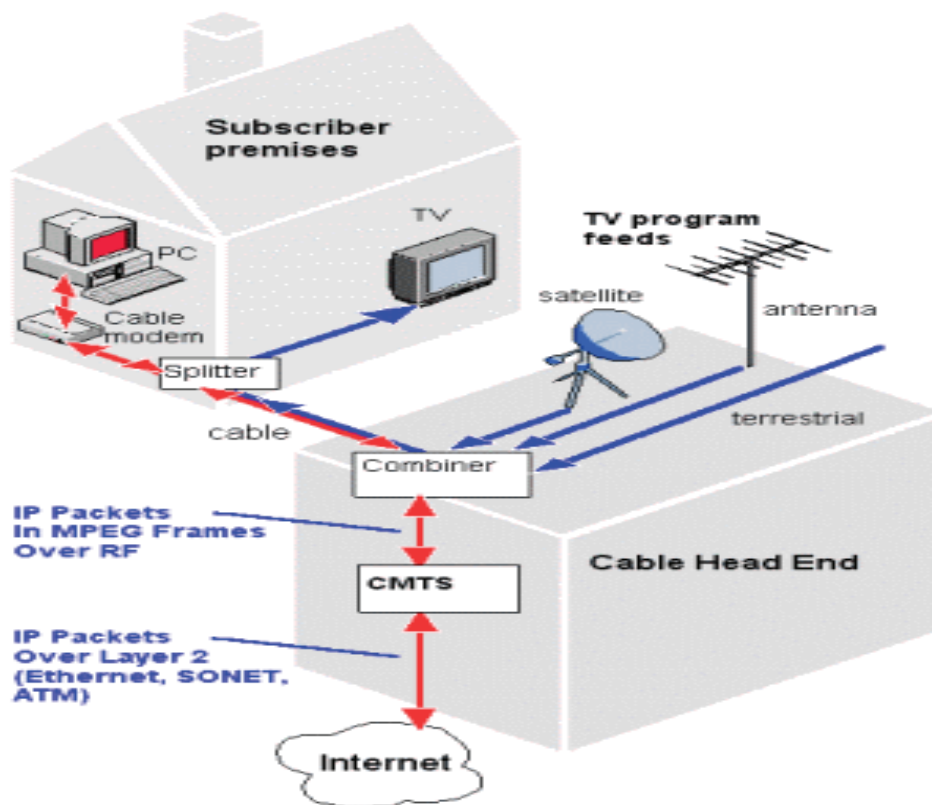 Subscriber
premises
TV
TV program
feeds
PC
satellite
antenna
Cable
modem
Splitter
terrestrial
cable
Combiner
IP Packets
In MPEG Frames
Over RF
Cable Head End
CMTS
IP Packets
Over Layer 2
(Ethernet, SONET,
ATM)
Internet